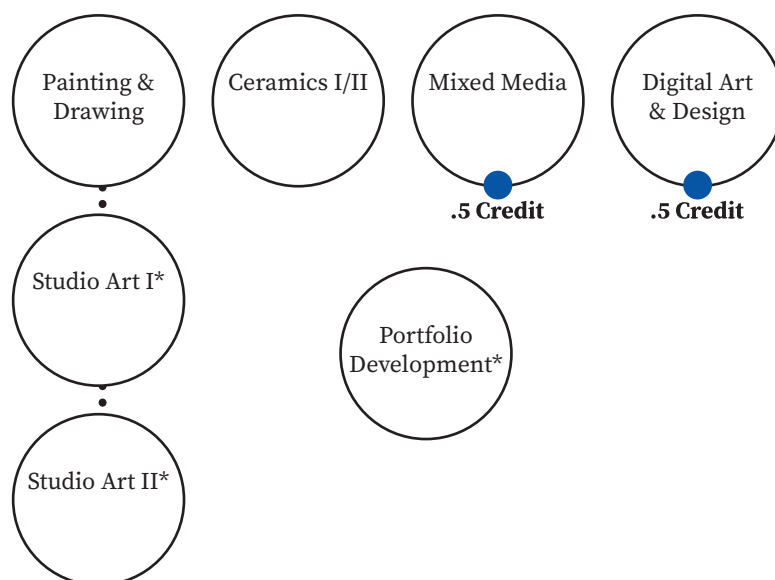 Painting &
Drawing
Ceramics I/II
Mixed Media
Digital Art
& Design
.5 Credit
.5 Credit
Studio Art I*
Portfolio
Development*
Studio Art II*